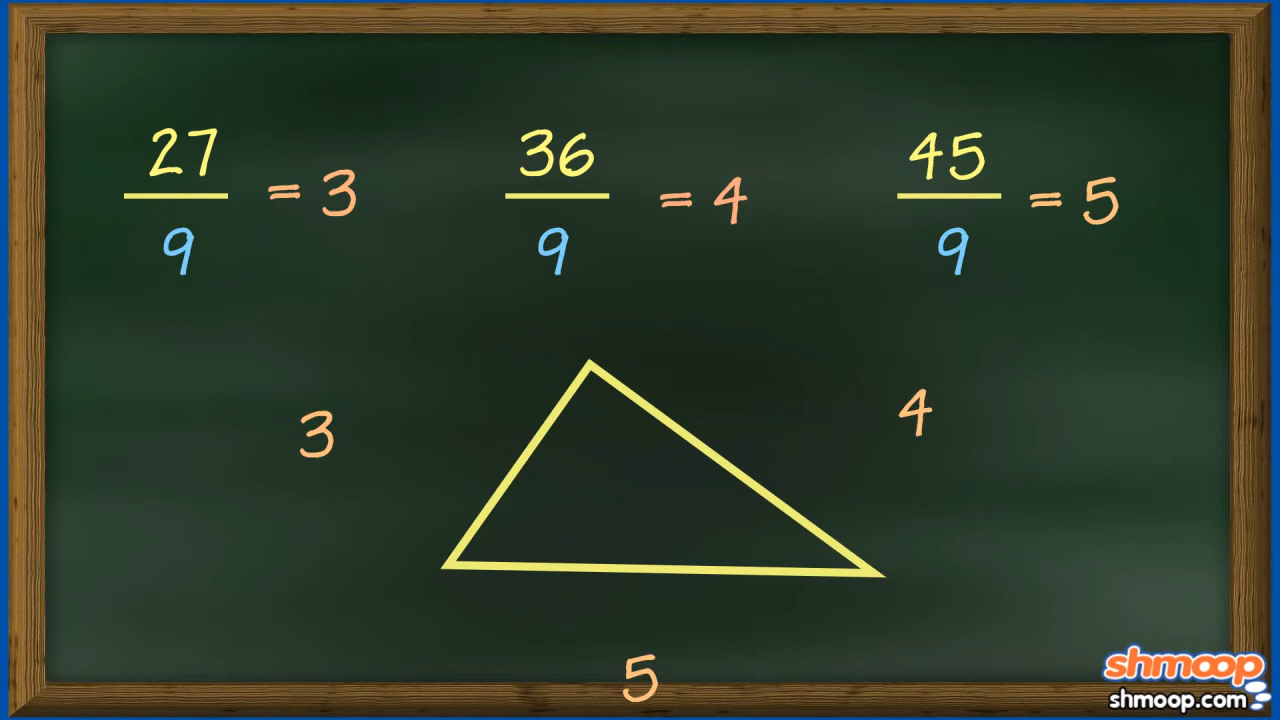 27/9 = 3
36/9 = 4
45/9 = 5
3
4
5
shmoop
shmoop.com